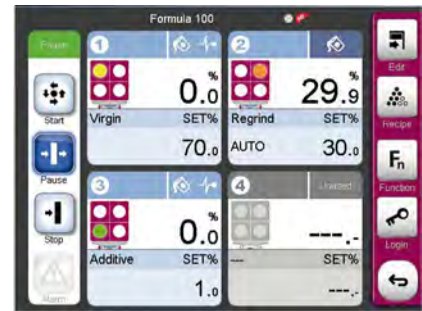 Formula 100
Pause
Start
Pause
Stop
Alarm
1
%
0.0
Virgin SET%
70.0
2
%
29.9
Regrind SET%
AUTO 30.0
3
%
0.0
Additive SET%
1.0
4
Unused
---.-
--- SET%
---.-
Edit
Recipe
Fn
Function
Login